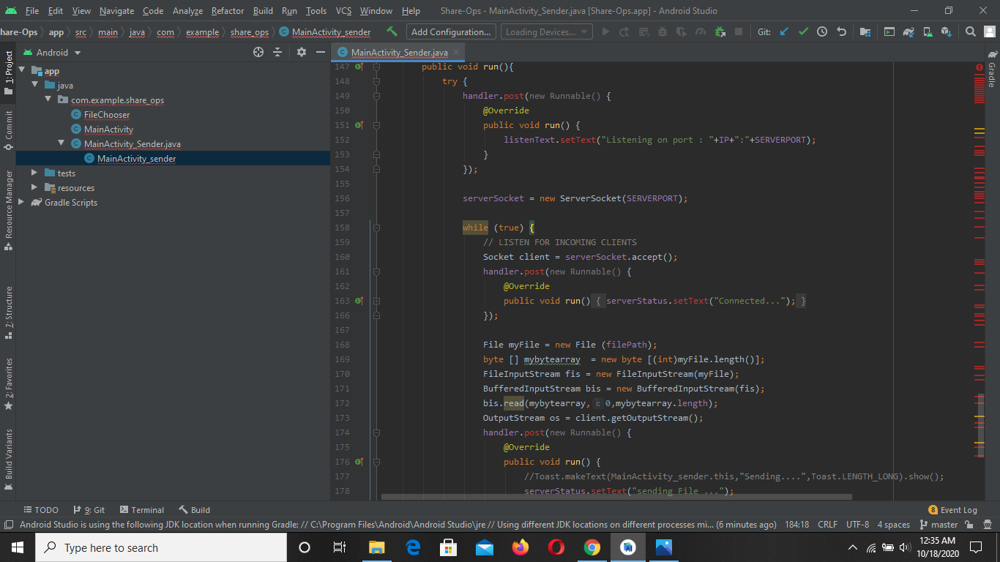 File Edit View Navigate Code Analyze Refactor Build Run Tools VCS Window Help Share-Ops - MainActivity_Sender.java [Share-Ops.app] - Android Studio
hare-Ops app src main java com example share_ops MainActivity_sender Add Configuration... Loading Devices... Git:
Android
MainActivity_Sender.java
1: Project
Commit
Resource Manager
7: Structure
2: Favorites
Build Variants
Gradle
app
java
com.example.share_ops
FileChooser
MainActivity
MainActivity_Sender.java
MainActivity_sender
tests
resources
Gradle Scripts
147 public void run(){
148 try {
149 handler.post(new Runnable() {
150 @Override
151 public void run() {
152 listenText.setText("Listening on port : "+IP+":"+SERVERPORT);
153 }
154 });
155
156 serverSocket = new ServerSocket(SERVERPORT);
157
158 while (true) {
159 // LISTEN FOR INCOMING CLIENTS
160 Socket client = serverSocket.accept();
161 handler.post(new Runnable() {
162 @Override
163 public void run() { serverStatus.setText("Connected..."); }
166 });
167
168 File myFile = new File (filePath);
169 byte [] mybytearray  = new byte [(int)myFile.length()];
170 FileInputStream fis = new FileInputStream(myFile);
171 BufferedInputStream bis = new BufferedInputStream(fis);
172 bis.read(mybytearray, i: 0,mybytearray.length);
173 OutputStream os = client.getOutputStream();
174 handler.post(new Runnable() {
175 @Override
176 public void run() {
177 //Toast.makeText(MainActivity_sender.this,"Sending....",Toast.LENGTH_LONG).show();
178 serverStatus.setText("sending File ...");
TODO 9: Git Terminal Build 8 Event Log
Android Studio is using the following JDK location when running Gradle: // C:\Program Files\Android\Android Studio\jre // Using different JDK locations on different processes mi... (6 minutes ago) 184:18 CRLF UTF-8 4 spaces master
Type here to search
12:35 AM
10/18/2020